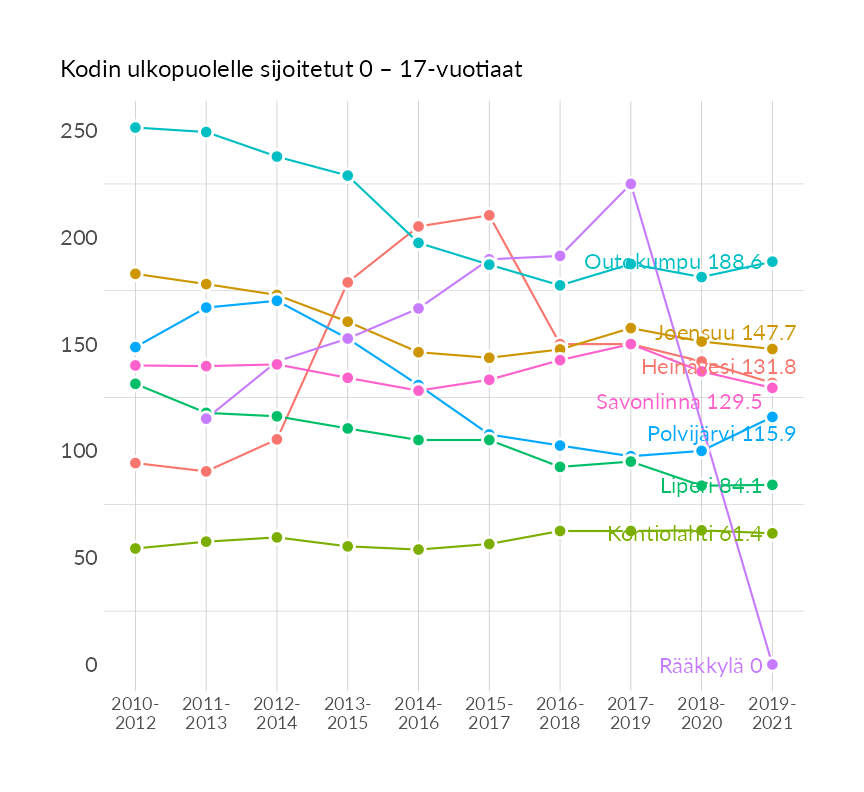 Kodin ulkopuolelle sijoitetut 0 – 17-vuotiaat
250
200
150
100
50
0
Outokumpu 188.6
Joensuu 147.7
Heinävesi 131.8
Savonlinna 129.5
Polvijärvi 115.9
Liperi 84.1
Kontiolahti 61.4
Rääkkylä 0
2010-
2012
2011-
2013
2012-
2014
2013-
2015
2014-
2016
2015-
2017
2016-
2018
2017-
2019
2018-
2020
2019-
2021